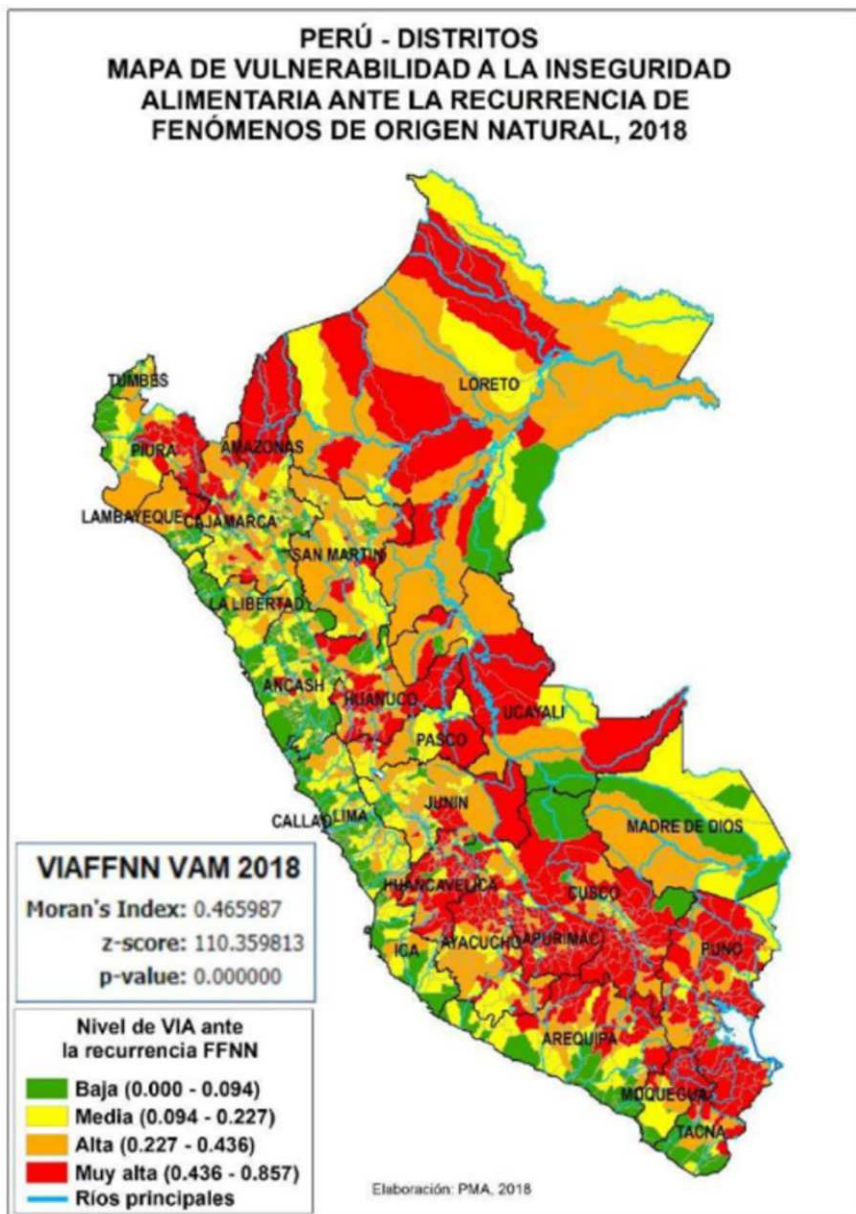 PERÚ - DISTRITOS
MAPA DE VULNERABILIDAD A LA INSEGURIDAD
ALIMENTARIA ANTE LA RECURRENCIA DE
FENÓMENOS DE ORIGEN NATURAL, 2018
TUMBES
LORETO
PIURA
AMAZONAS
LAMBAYEQUE
CAJAMARCA
SAN MARTIN
LA LIBERTAD
ANCASH
HUANUCO
UCAYALI
PASCO
JUNIN
CALLAO
LIMA
MADRE DE DIOS
HUANCAVELICA
CUSCO
ICA
AYACUCHO
APURIMAC
PUNO
AREQUIPA
MOQUEGUA
TACNA
VIAFFNN VAM 2018
Moran's Index: 0.465987
z-score: 110.359813
p-value: 0.000000
Nivel de VIA ante
la recurrencia FFNN
Baja (0.000 - 0.094)
Media (0.094 - 0.227)
Alta (0.227 - 0.436)
Muy alta (0.436 - 0.857)
Ríos principales
Elaboración: PMA, 2018